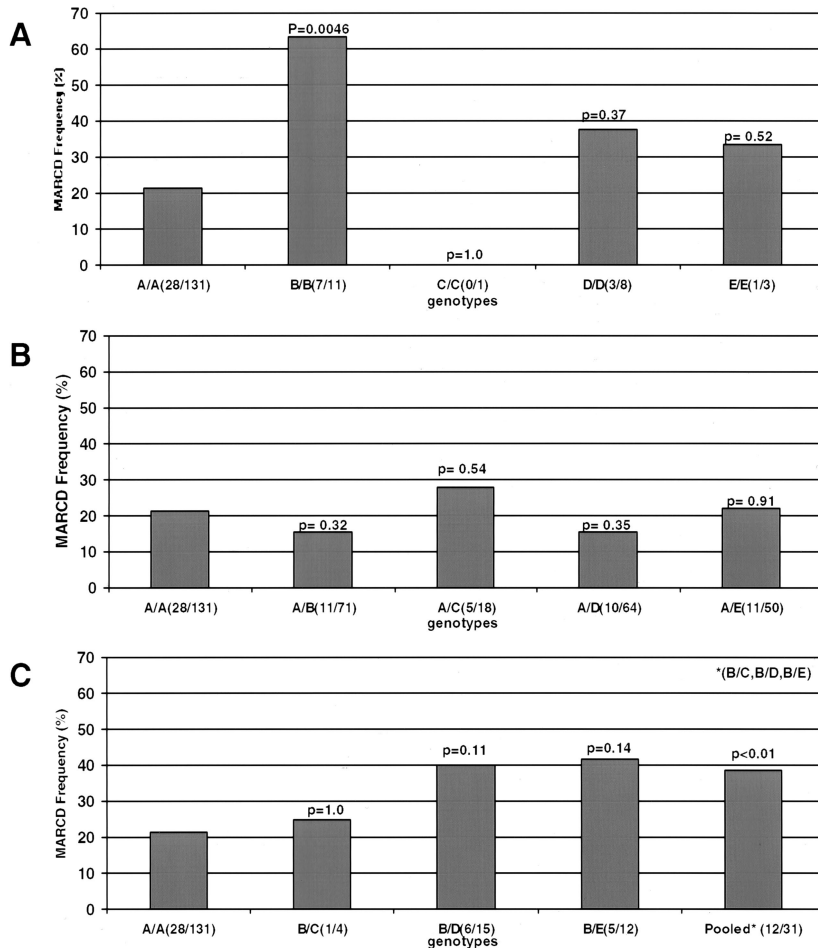 A
MARCD Frequency (%)
70
60
50
40
30
20
10
0
P=0.0046
p=1.0
p=0.37
p= 0.52
A/A(28/131) B/B(7/11) C/C(0/1) D/D(3/8) E/E(1/3)
genotypes
B
MARCD Frequency (%)
70
60
50
40
30
20
10
0
p= 0.32
p= 0.54
p= 0.35
p= 0.91
A/A(28/131) A/B(11/71) A/C(5/18) A/D(10/64) A/E(11/50)
genotypes
C
MARCD Frequency (%)
70
60
50
40
30
20
10
0
*(B/C,B/D,B/E)
p=1.0
p=0.11
p=0.14
p<0.01
A/A(28/131) B/C(1/4) B/D(6/15) B/E(5/12) Pooled* (12/31)
genotypes